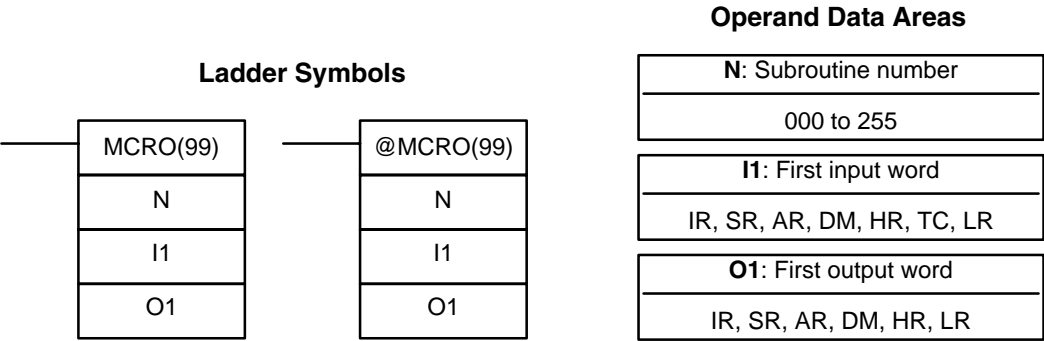 Ladder Symbols
MCRO(99)
N
I1
O1
@MCRO(99)
N
I1
O1
Operand Data Areas
N: Subroutine number
000 to 255
I1: First input word
IR, SR, AR, DM, HR, TC, LR
O1: First output word
IR, SR, AR, DM, HR, LR